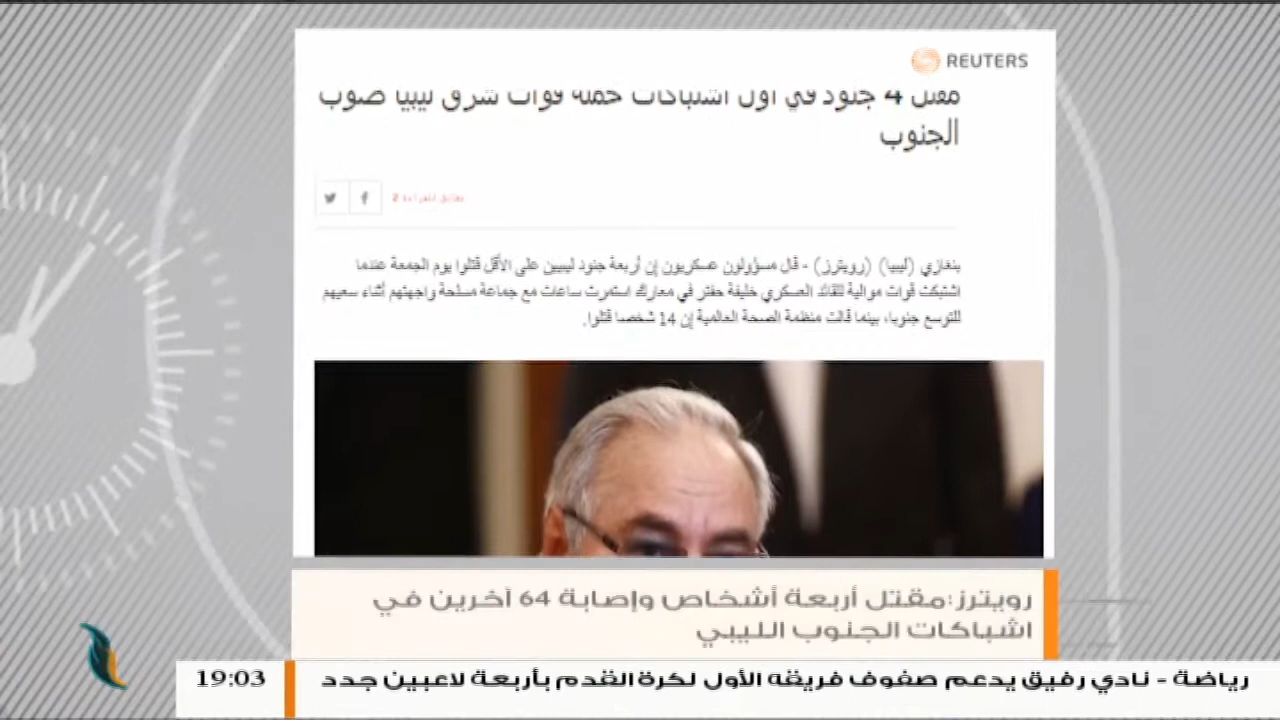 REUTERS
مقتل 4 جنود في أول اشتباكات حملة قوات شرق ليبيا صوب
الجنوب
بنغازي (ليبيا) (رويترز) - قال مسؤولون عسكريون إن أربعة جنود ليبيين على الأقل قتلوا يوم الجمعة عندما
اشتبكت قوات موالية للقائد العسكري خليفة حفتر في معارك استمرت ساعات مع جماعة مسلحة واجهتهم أثناء سعيهم
للتوسع جنوبا، بينما قالت منظمة الصحة العالمية إن 14 شخصا قتلوا.
رويترز:مقتل أربعة أشخاص وإصابة 64 آخرين في
اشباكات الجنوب الليبي
19:03
رياضة - نادي رفيق يدعم صفوف فريقه الأول لكرة القدم بأربعة لاعبين جدد